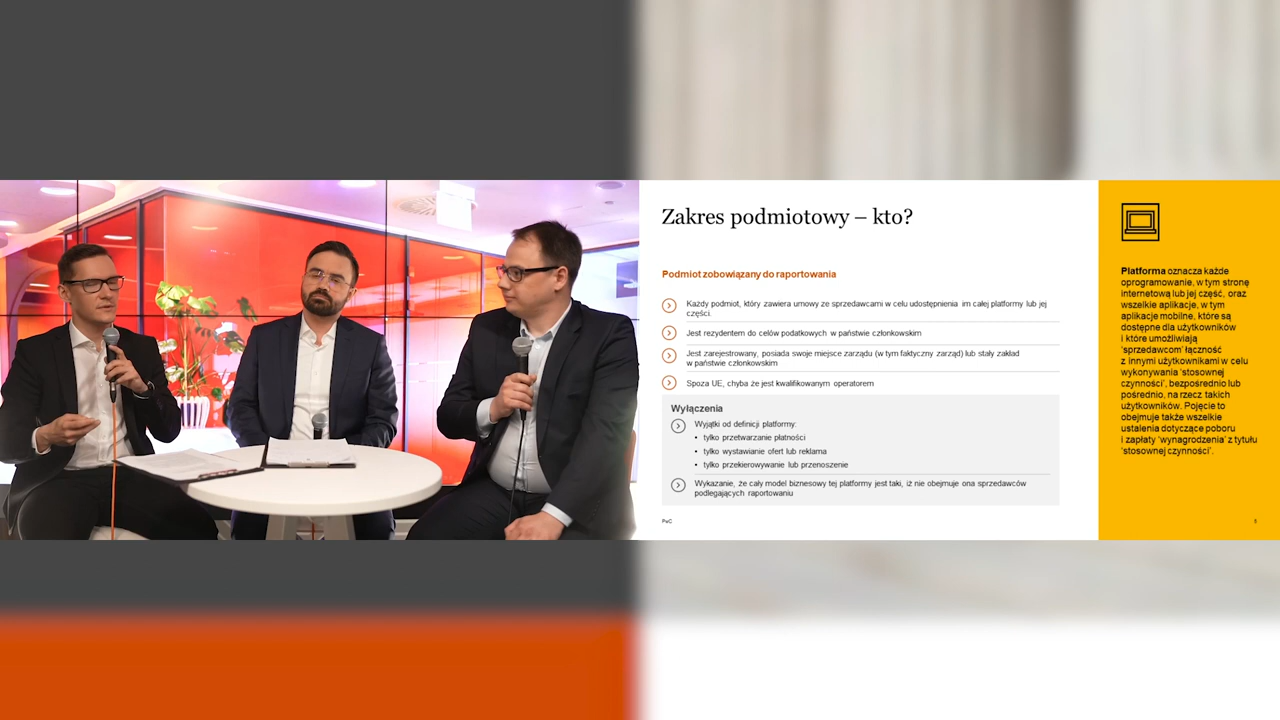 Zakres podmiotowy – kto?
Podmiot zobowiązany do raportowania
Każdy podmiot, który zawiera umowy ze sprzedawcami w celu udostępnienia im całej platformy lub jej
części.
Jest rezydentem do celów podatkowych w państwie członkowskim
Jest zarejestrowany, posiada swoje miejsce zarządu (w tym faktyczny zarząd) lub stały zakład
w państwie członkowskim
Spoza UE, chyba że jest kwalifikowanym operatorem
Wyłączenia
Wyjątki od definicji platformy:
• tylko przetwarzanie płatności
• tylko wystawianie ofert lub reklama
• tylko przekierowywanie lub przenoszenie
Wykazanie, że cały model biznesowy tej platformy jest taki, iż nie obejmuje ona sprzedawców
podlegających raportowaniu
PwC
Platforma oznacza każde
oprogramowanie, w tym stronę
internetową lub jej część, oraz
wszelkie aplikacje, w tym
aplikacje mobilne, które są
dostępne dla użytkowników
i które umożliwiają
'sprzedawcom' łączność
z innymi użytkownikami w celu
wykonywania 'stosownej
czynności', bezpośrednio lub
pośrednio, na rzecz takich
użytkowników. Pojęcie to
obejmuje także wszelkie
ustalenia dotyczące poboru
i zapłaty 'wynagrodzenia' z tytułu
'stosownej czynności'.
5